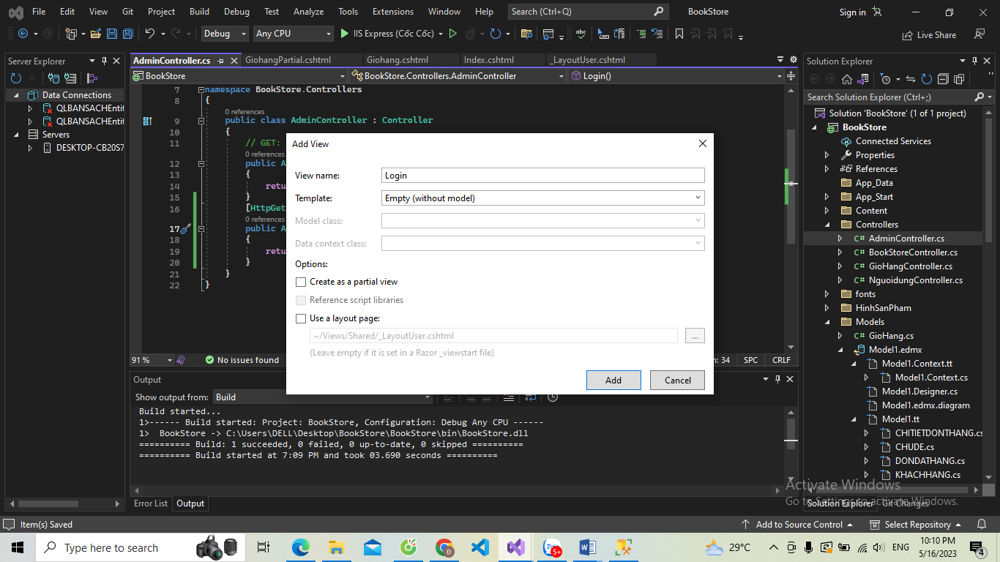 File Edit View Git Project Build Debug Test Analyze Tools Extensions Window Help Search (Ctrl+Q) BookStore Sign in
Debug Any CPU IIS Express (Cốc Cốc) Live Share
Server Explorer
Data Connections
QLBANSACHEntit
QLBANSACHEntit
Servers
DESKTOP-CB20S7
AdminController.cs GiohangPartial.cshtml Giohang.cshtml Index.cshtml _LayoutUser.cshtml
BookStore BookStore.Controllers.AdminController Login()
7 namespace BookStore.Controllers
8 {
0 references
9 public class AdminController : Controller
10 {
11 // GET:
0 references
12 public A
13 {
14 retu
15 }
16 [HttpGet
0 references
17 public A
18 {
19 retu
20 }
21 }
22 }
91 % No issues found n: 34 SPC CRLF
Add View
View name: Login
Template: Empty (without model)
Model class:
Data context class:
Options:
Create as a partial view
Reference script libraries
Use a layout page:
~/Views/Shared/_LayoutUser.cshtml ...
(Leave empty if it is set in a Razor _viewstart file)
Add Cancel
Output
Show output from: Build
Build started...
1>------ Build started: Project: BookStore, Configuration: Debug Any CPU ------
1> BookStore -> C:\Users\DELL\Desktop\BookStore\BookStore\bin\BookStore.dll
========== Build: 1 succeeded, 0 failed, 0 up-to-date, 0 skipped ==========
========== Build started at 7:09 PM and took 03.690 seconds ==========
Error List Output
Solution Explorer
Search Solution Explorer (Ctrl+;)
Solution 'BookStore' (1 of 1 project)
BookStore
Connected Services
Properties
References
App_Data
App_Start
Content
Controllers
C# AdminController.cs
C# BookStoreController.cs
C# GioHangController.cs
C# NguoidungController.cs
fonts
HinhSanPham
Models
C# GioHang.cs
Model1.edmx
Model1.Context.tt
Model1.Context.cs
Model1.Designer.cs
Model1.edmx.diagram
Model1.tt
CHITIETDONTHANG.cs
CHUDE.cs
DONDATHANG.cs
KHACHHANG.cs
Activate Windows
Go to Settings to activate Windows.
Solution Explorer Git Changes
Item(s) Saved Add to Source Control Select Repository
Type here to search 5+ 29°C ENG 10:10 PM
5/16/2023 4